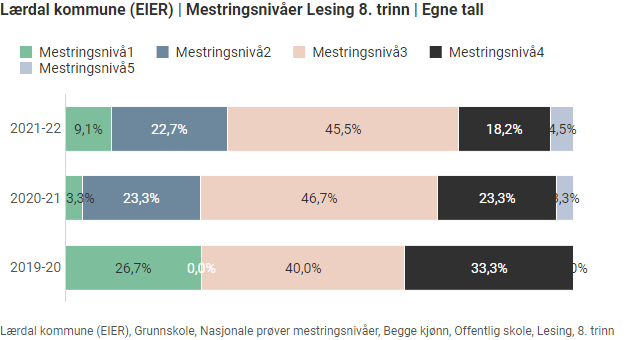 Lærdal kommune (EIER) | Mestringsnivåer Lesing 8. trinn | Egne tall
Mestringsnivå1 Mestringsnivå2 Mestringsnivå3 Mestringsnivå4
Mestringsnivå5
2021-22 9,1% 22,7% 45,5% 18,2% 4,5%
2020-21 3,3% 23,3% 46,7% 23,3% 3,3%
2019-20 26,7% 0,0% 40,0% 33,3% 0%
Lærdal kommune (EIER), Grunnskole, Nasjonale prøver mestringsnivåer, Begge kjønn, Offentlig skole, Lesing, 8. trinn